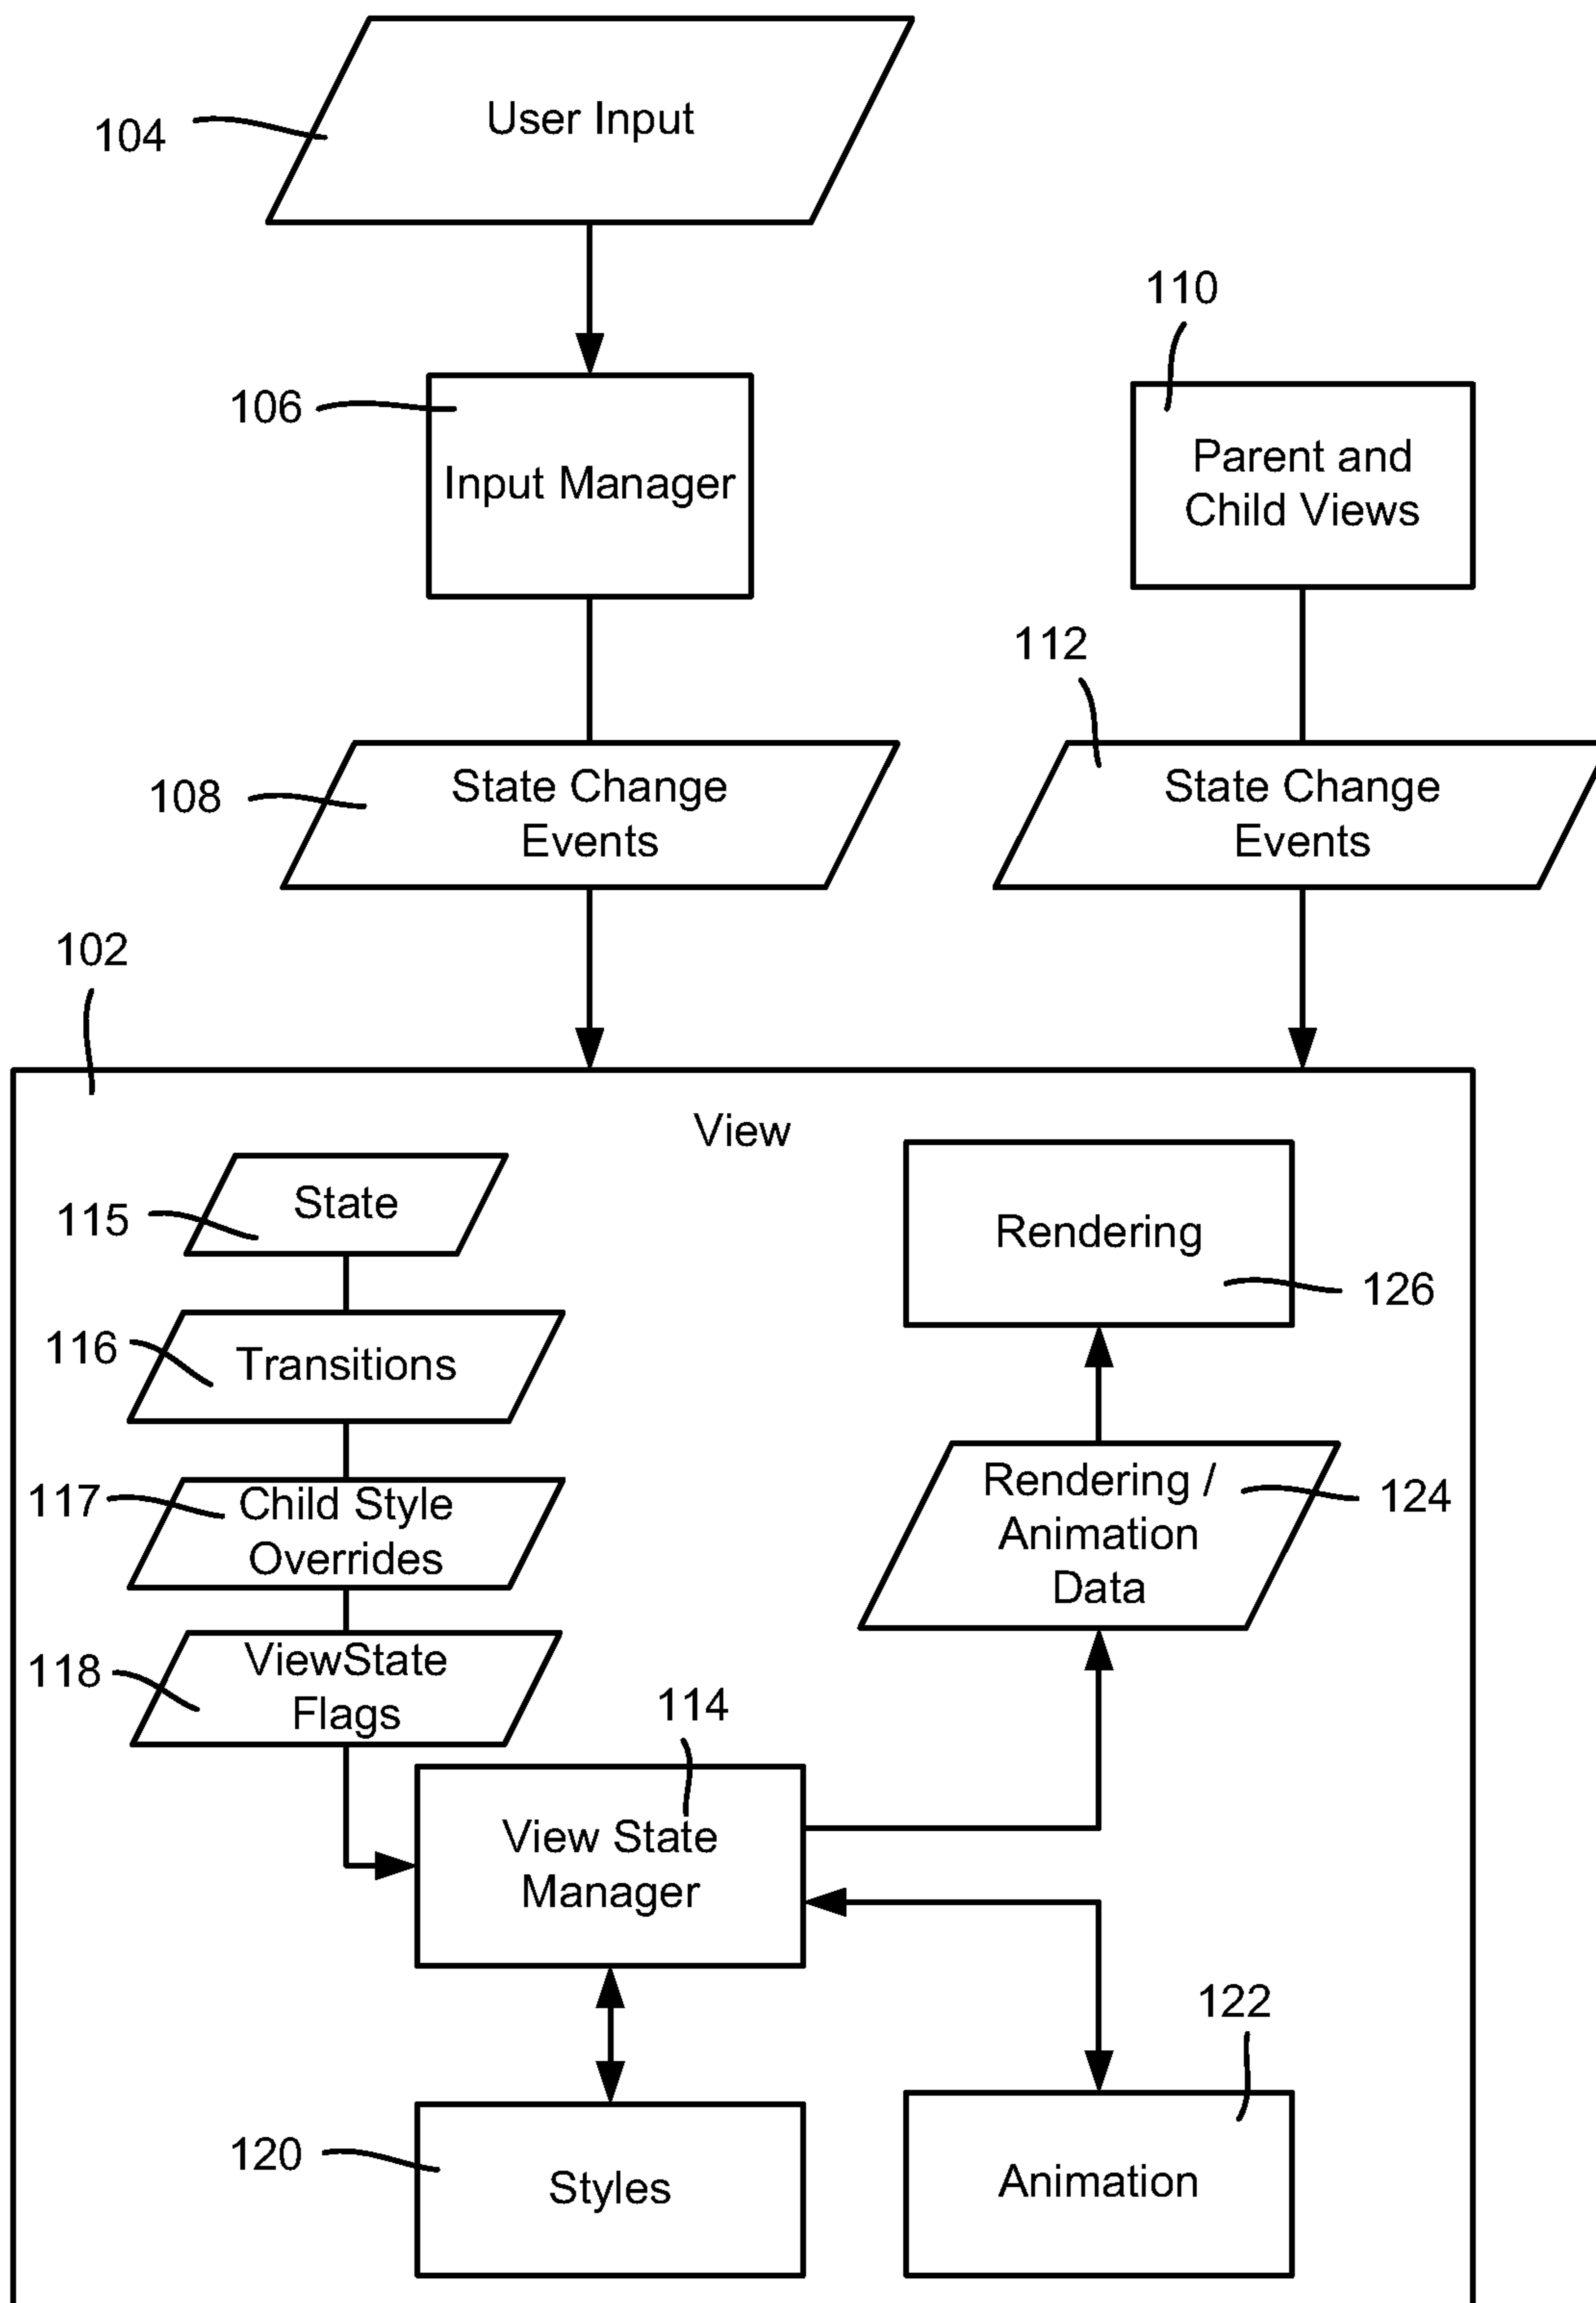 User Input
104
110
106
Input Manager
Parent and
Child Views
112
108
State Change
Events
State Change
Events
102
View
115
State
Rendering
126
116
Transitions
117
Child Style
Overrides
Rendering /
Animation
Data
124
118
ViewState
Flags
114
View State
Manager
122
120
Styles
Animation